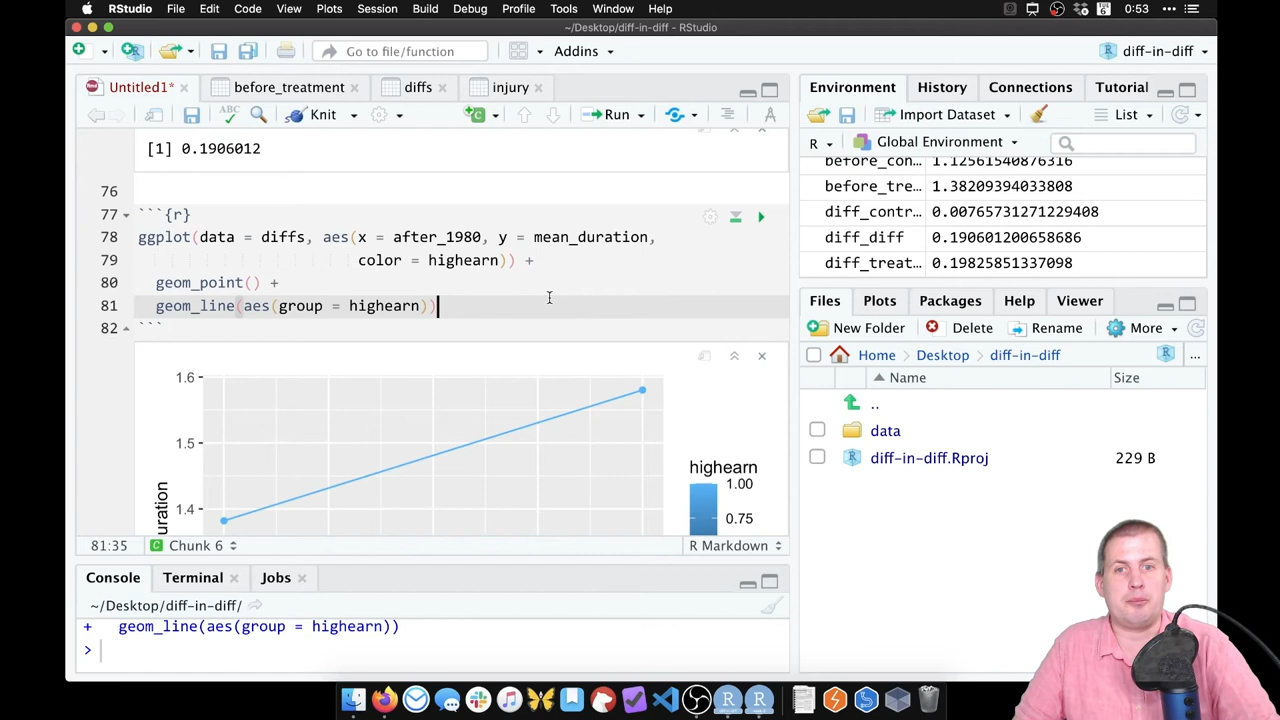 RStudio File Edit Code View Plots Session Build Debug Profile Tools Window Help 6 0:53
~/Desktop/diff-in-diff - RStudio
Go to file/function Addins diff-in-diff
Untitled1* before_treatment diffs injury
ABC Knit Run
[1] 0.1906012
76
77 ```{r}
78 ggplot(data = diffs, aes(x = after_1980, y = mean_duration,
79 color = highearn)) +
80 geom_point() +
81 geom_line(aes(group = highearn))
82 ```
1.6
1.5
1.4
uration
highearn
1.00
0.75
81:35 Chunk 6 R Markdown
Console Terminal Jobs
~/Desktop/diff-in-diff/
+ geom_line(aes(group = highearn))
>
Environment History Connections Tutorial
Import Dataset List
R Global Environment
before_con… 1.12561540876316
before_tre… 1.38209394033808
diff_contr… 0.00765731271229408
diff_diff 0.190601200658686
diff_treat… 0.19825851337098
Files Plots Packages Help Viewer
New Folder Delete Rename More
Home Desktop diff-in-diff ...
Name Size
..
data
diff-in-diff.Rproj 229 B